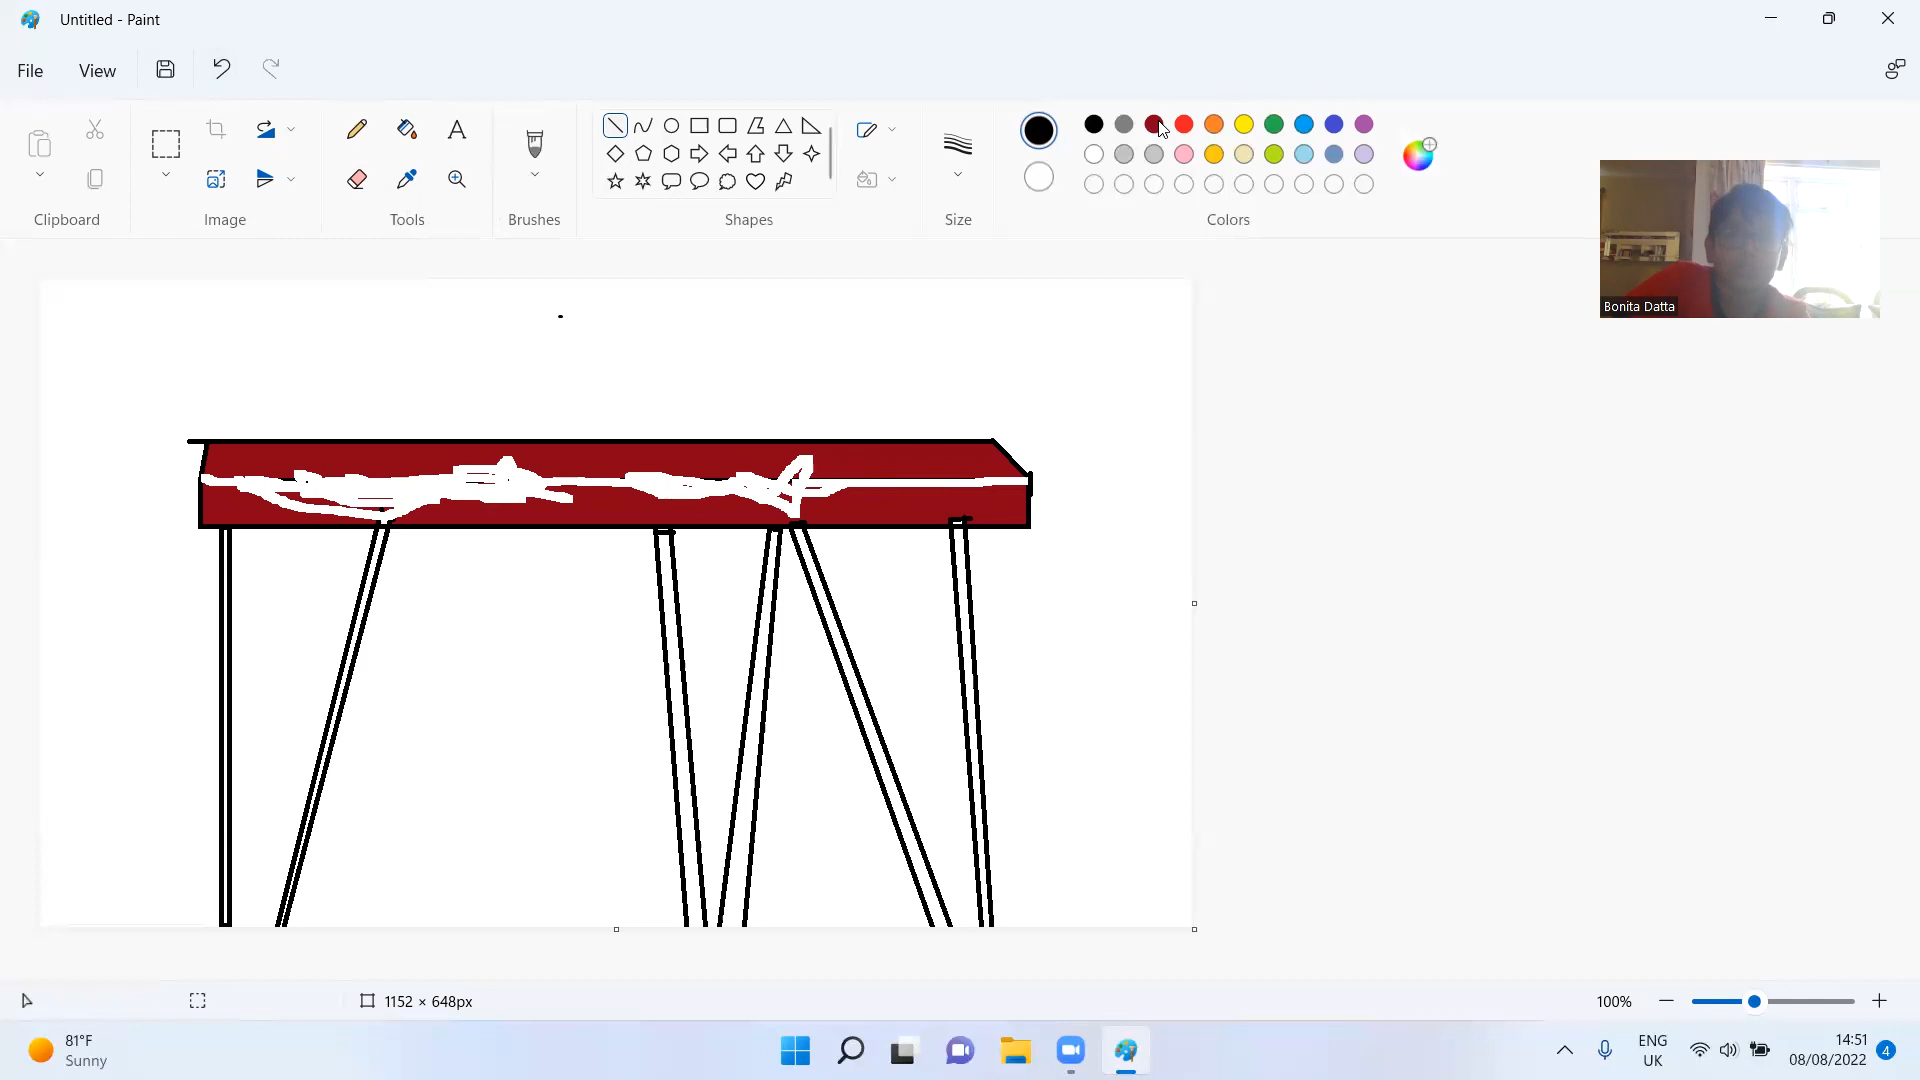 Untitled - Paint
File
View
Clipboard
Image
Tools
Brushes
Shapes
Size
Colors
Bonita Datta
1152 × 648px
100%
81°F
Sunny
ENG
UK
14:51
08/08/2022
4